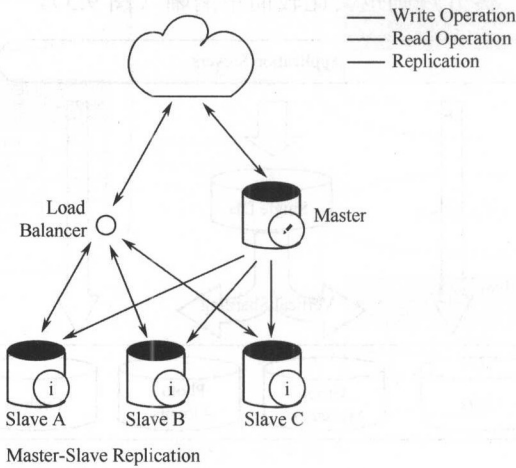 Write Operation
Read Operation
Replication
Load
Balancer
Master
i
i
i
Slave A
Slave B
Slave C
Master-Slave Replication